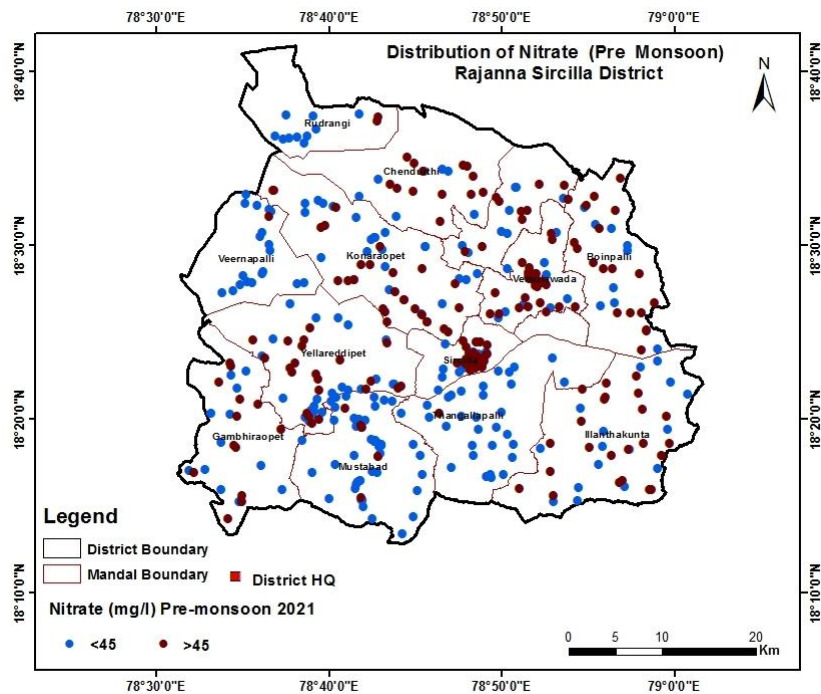 78°30'0"E 78°40'0"E 78°50'0"E 79°0'0"E
Distribution of Nitrate (Pre Monsoon)
Rajanna Sircilla District
N
18°40'0"N 18°40'0"N
Rudrangi
Chendurthi
18°30'0"N 18°30'0"N
Veernapalli
Konaraopet
Boinpalli
Yellareddipet
18°20'0"N 18°20'0"N
Thangallapalli
Gambhiraopet
Illanthakunta
Mustabad
Legend
District Boundary
Mandal Boundary
District HQ
18°10'0"N 18°10'0"N
Nitrate (mg/l) Pre-monsoon 2021
<45 >45
0 5 10 20
Km
78°30'0"E 78°40'0"E 78°50'0"E 79°0'0"E